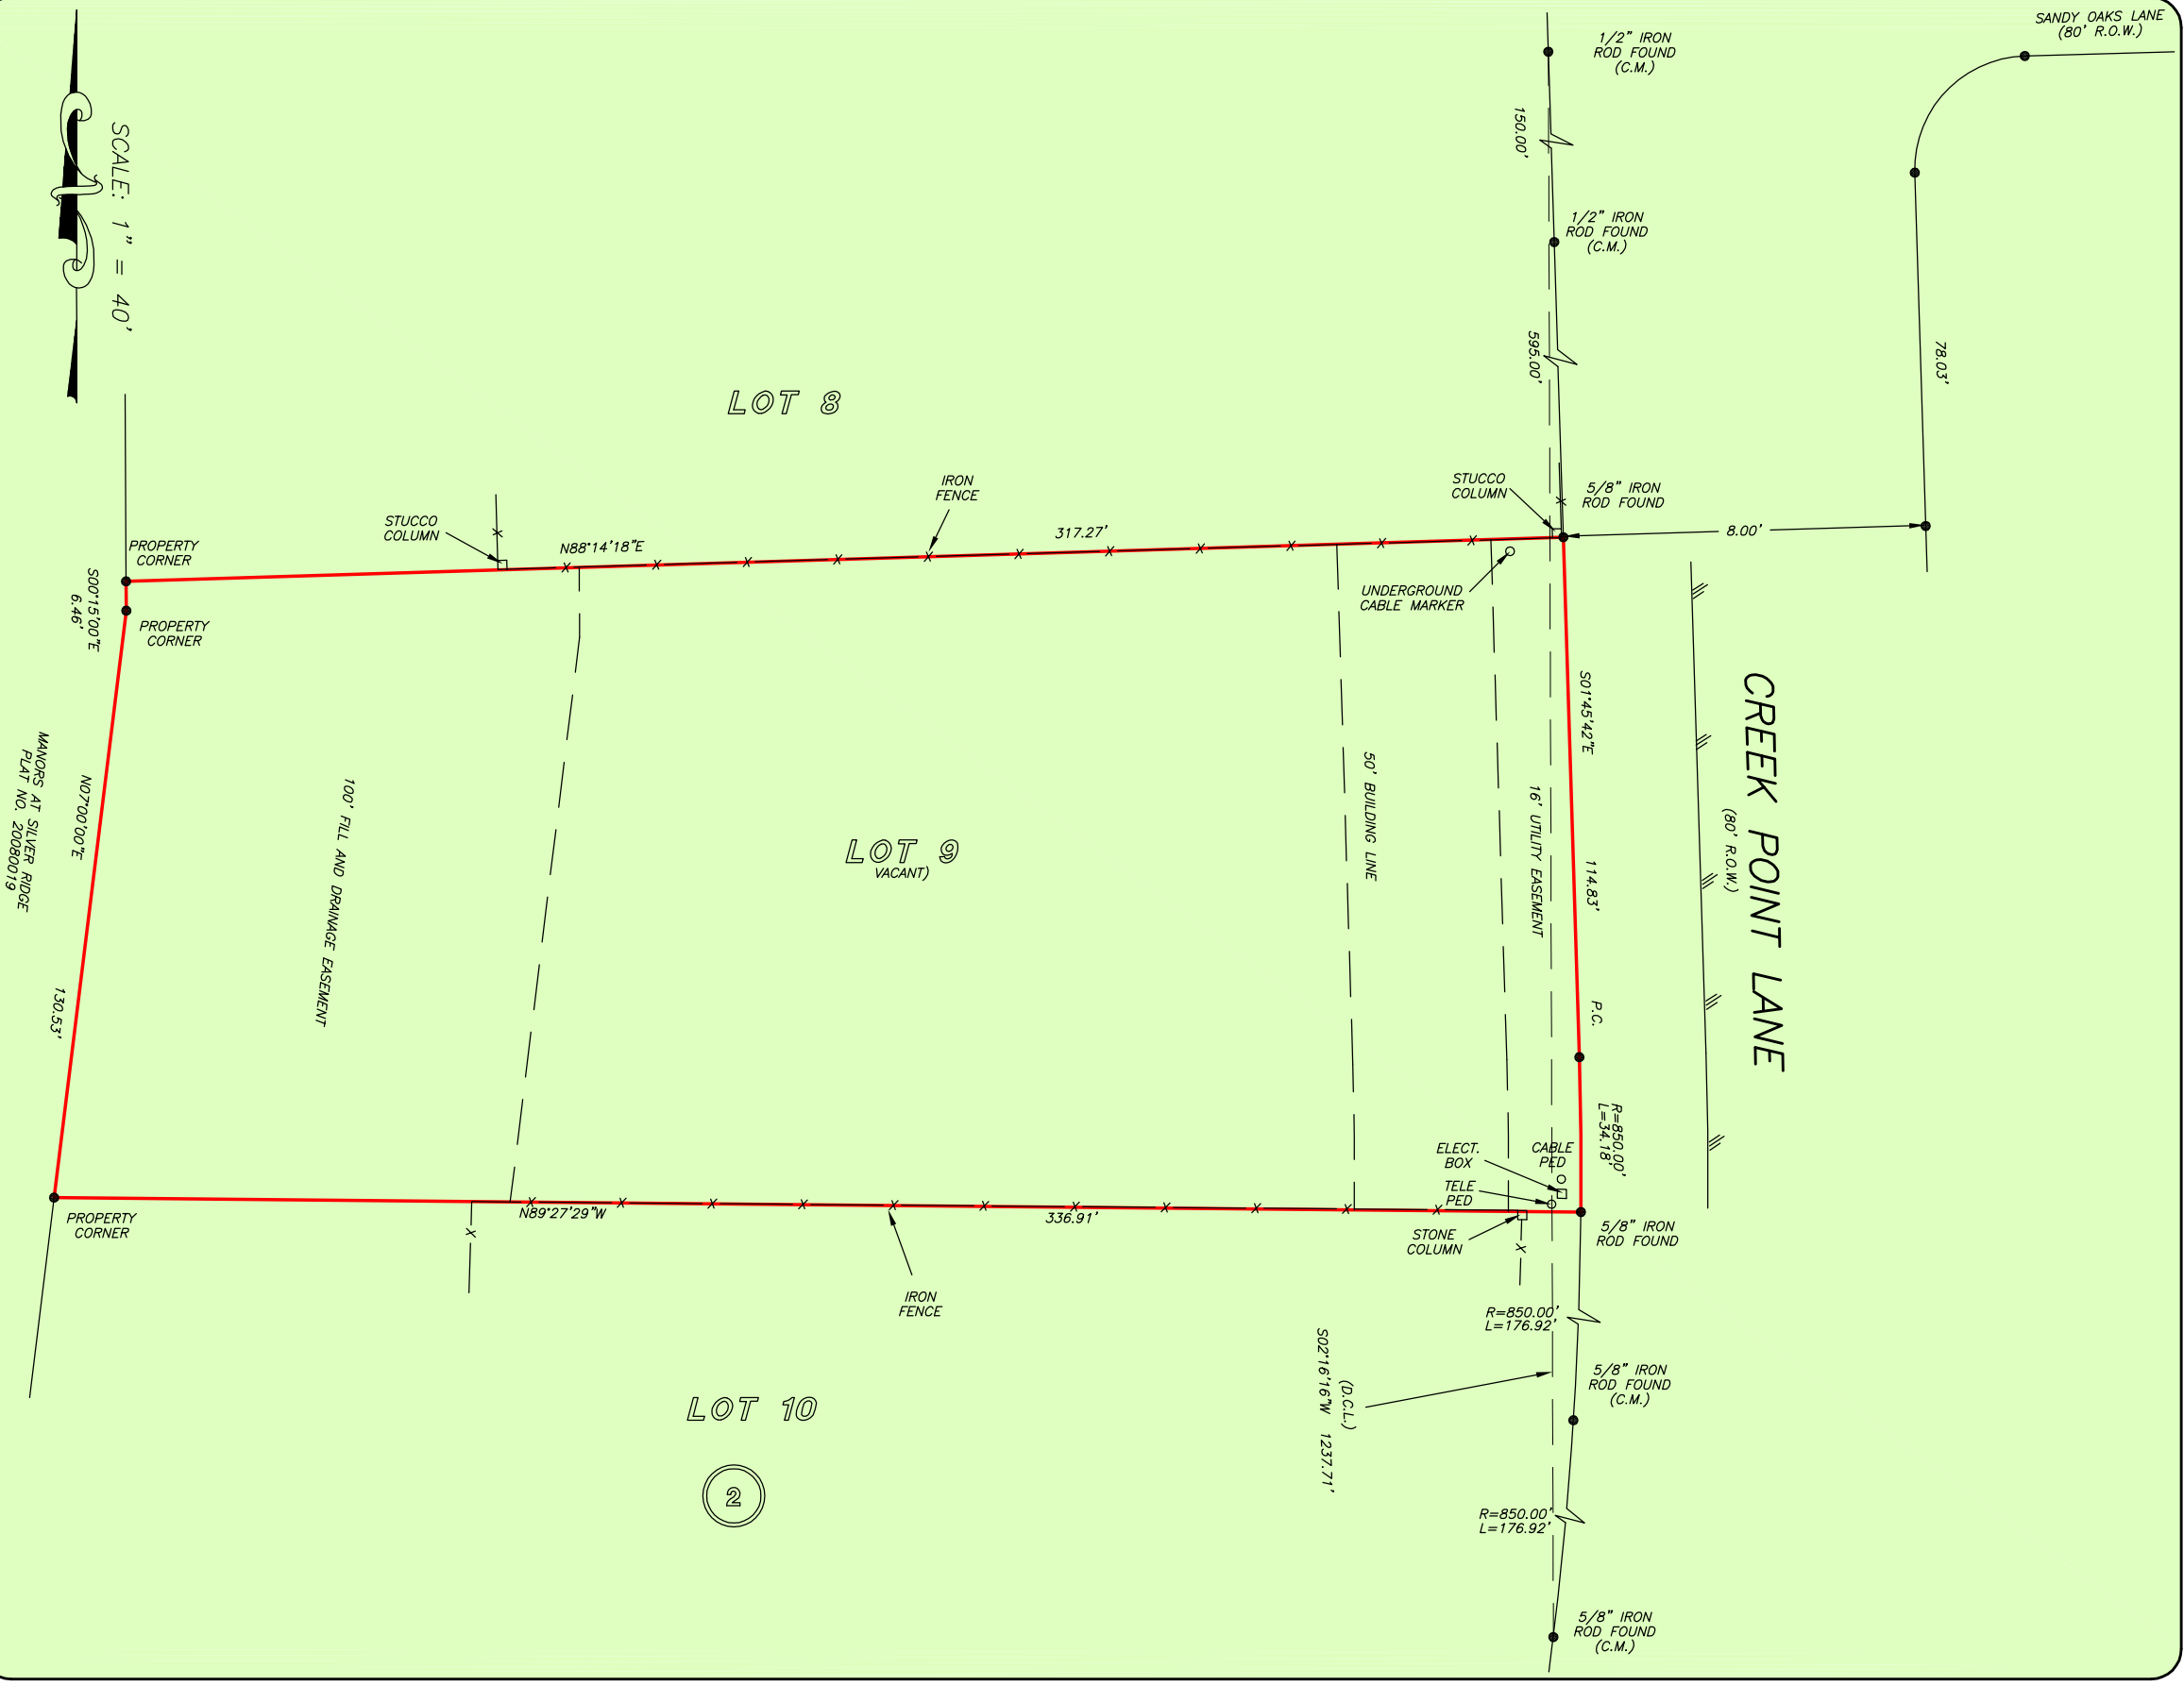 SANDY OAKS LANE
(80' R.O.W.)
1/2" IRON
ROD FOUND
(C.M.)
150.00'
SCALE: 1" = 40'
1/2" IRON
ROD FOUND
(C.M.)
595.00'
78.03'
LOT 8
IRON
FENCE
STUCCO
COLUMN
5/8" IRON
ROD FOUND
STUCCO
COLUMN
N88°14'18"E
317.27'
8.00'
PROPERTY
CORNER
S00°15'00"E
6.46'
PROPERTY
CORNER
UNDERGROUND
CABLE MARKER
S01°45'42"E
CREEK POINT LANE
(80' R.O.W.)
MANORS AT SILVER RIDGE
PLAT NO. 20080019
N07°00'00"E
100' FILL AND DRAINAGE EASEMENT
LOT 9
VACANT)
50' BUILDING LINE
16' UTILITY EASEMENT
114.83'
130.53'
P.C.
R=850.00'
L=34.18'
ELECT.
BOX
CABLE
PED
TELE
PED
PROPERTY
CORNER
N89°27'29"W
336.91'
STONE
COLUMN
5/8" IRON
ROD FOUND
IRON
FENCE
R=850.00'
L=176.92'
(D.C.L.)
S02°16'16"W 1237.71'
5/8" IRON
ROD FOUND
(C.M.)
LOT 10
2
R=850.00'
L=176.92'
5/8" IRON
ROD FOUND
(C.M.)